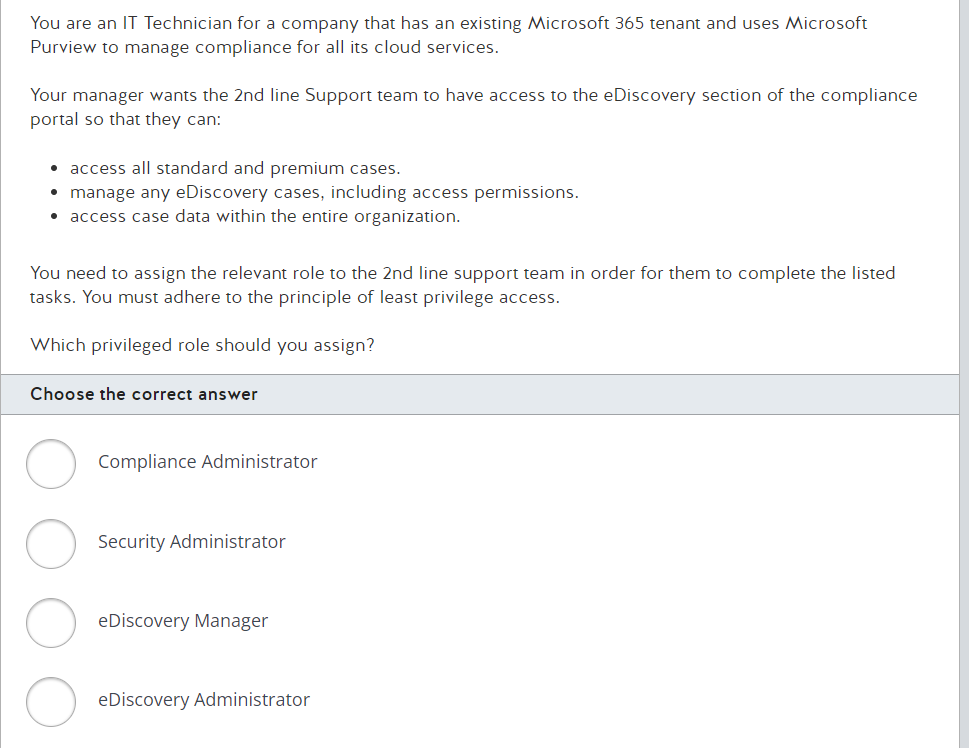 You are an IT Technician for a company that has an existing Microsoft 365 tenant and uses Microsoft
Purview to manage compliance for all its cloud services.
Your manager wants the 2nd line Support team to have access to the eDiscovery section of the compliance
portal so that they can:
• access all standard and premium cases.
• manage any eDiscovery cases, including access permissions.
• access case data within the entire organization.
You need to assign the relevant role to the 2nd line support team in order for them to complete the listed
tasks. You must adhere to the principle of least privilege access.
Which privileged role should you assign?
Choose the correct answer
Compliance Administrator
Security Administrator
eDiscovery Manager
eDiscovery Administrator